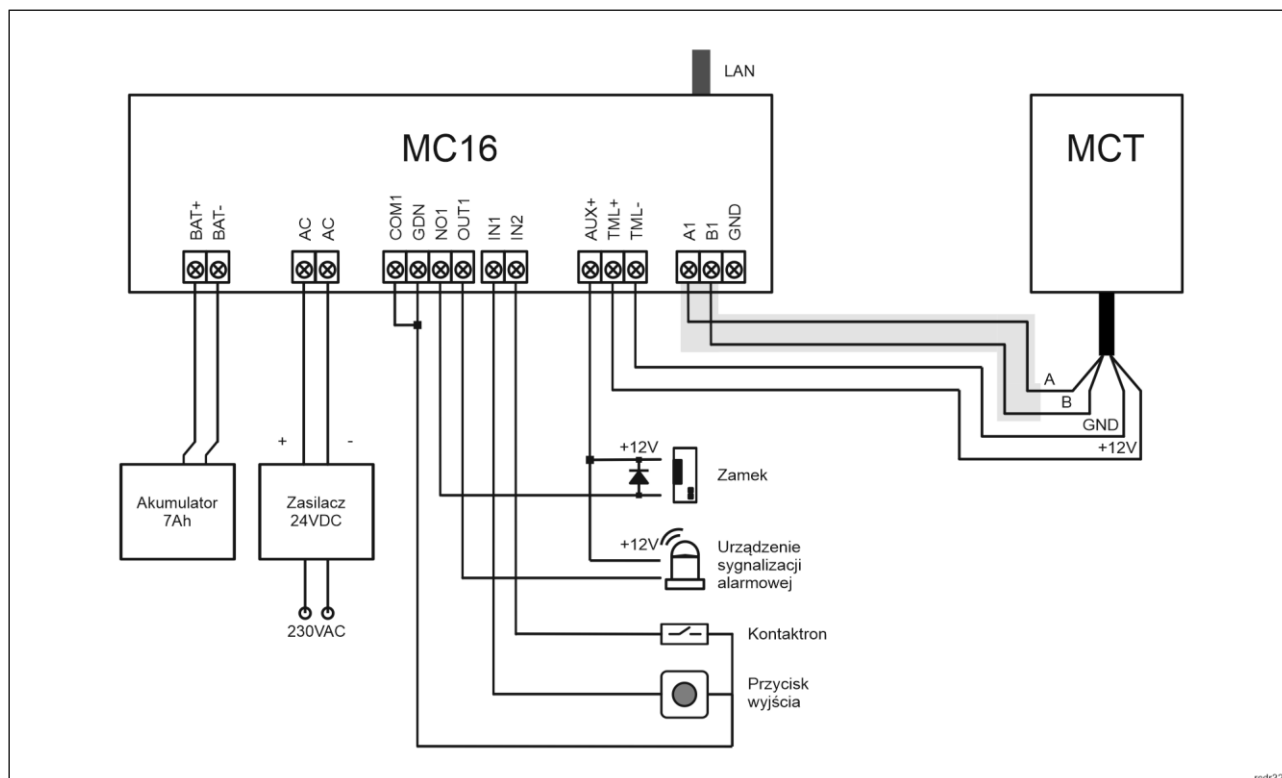 LAN
MC16
MCT
BAT+
BAT-
AC
AC
COM1
GDN
NO1
OUT1
IN1
IN2
AUX+
TML+
TML-
A1
B1
GND
A
B
GND
+12V
+
-
Akumulator
7Ah
Zasilacz
24VDC
230VAC
+12V
Zamek
+12V
Urządzenie
sygnalizacji
alarmowej
Kontaktron
Przycisk
wyjścia